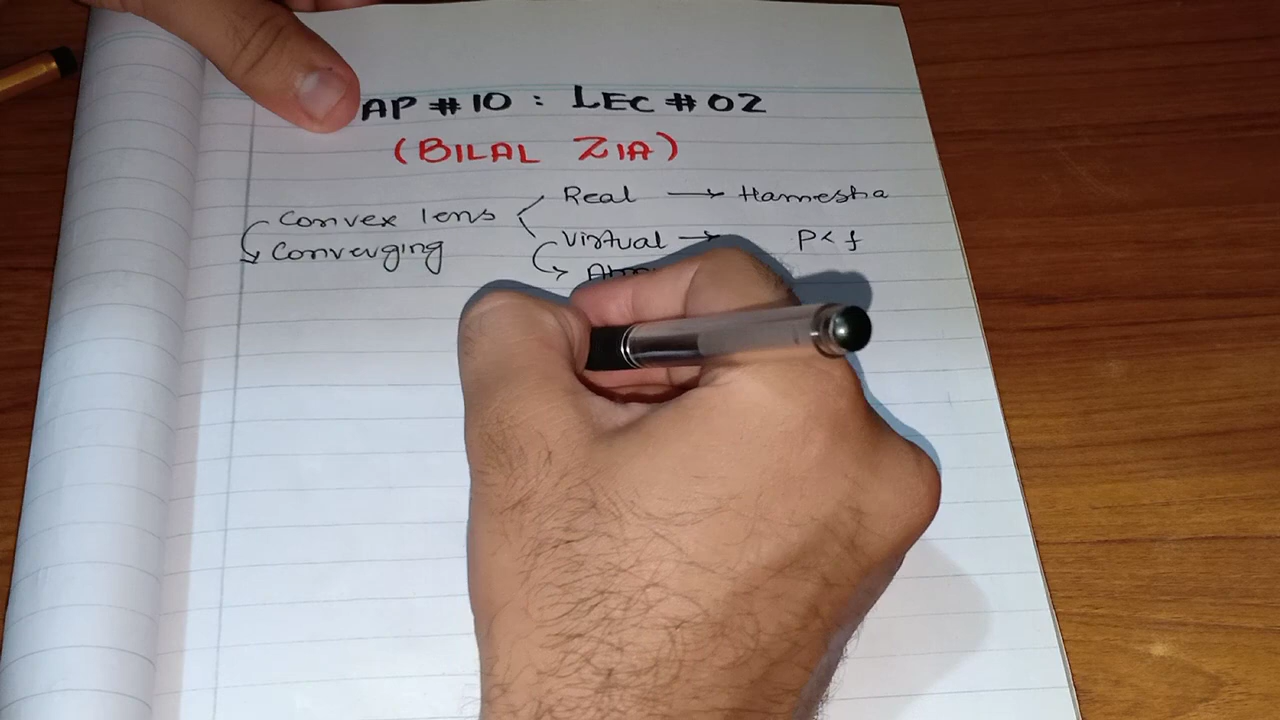 AP # 10 : LEC # 02
(BILAL ZIA)
Convex lens
Converging
Real → Hamesha
Virtual → P < f